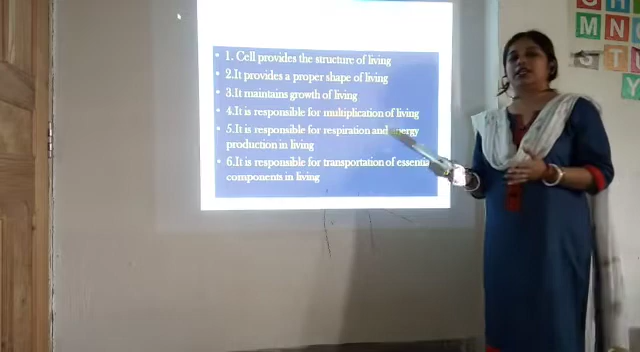 1. Cell provides the structure of living
2.It provides a proper shape of living
3.It maintains growth of living
4.It is responsible for multiplication of living
5.It is responsible for respiration and energy
production in living
6.It is responsible for transportation of essential
components in living
G H
M N
S T U
Y